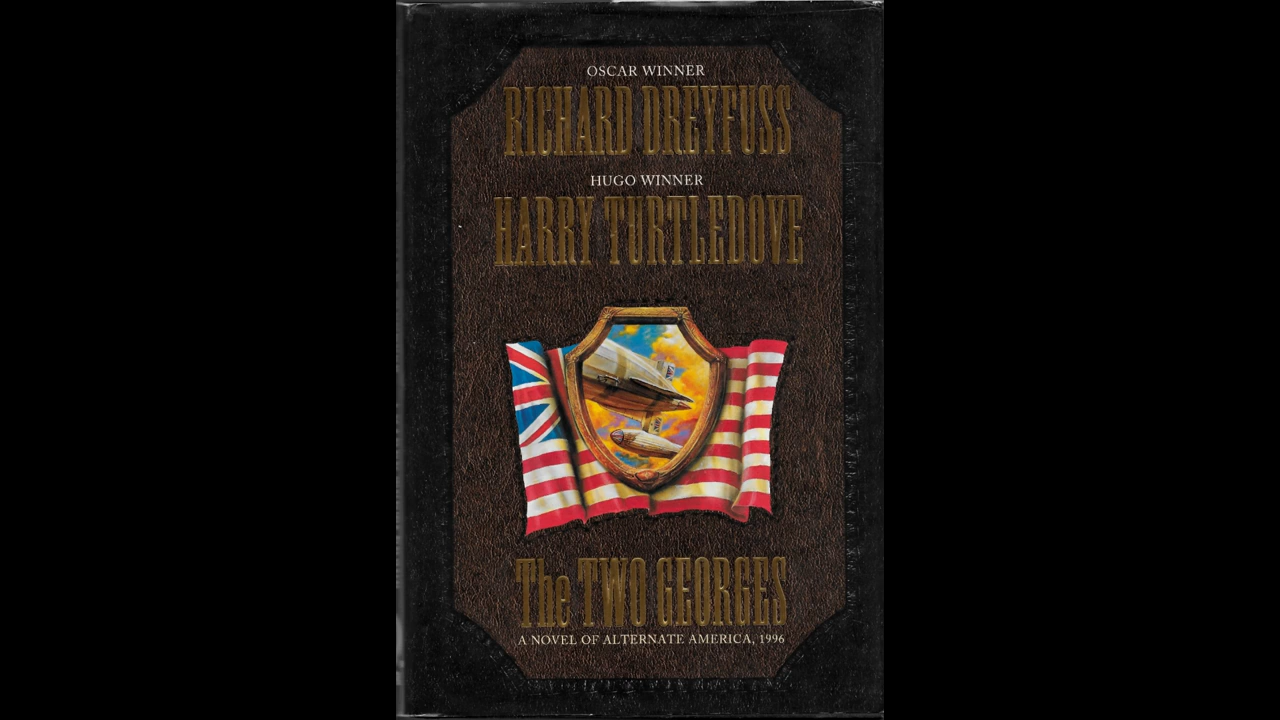 OSCAR WINNER
RICHARD DREYFUSS
HUGO WINNER
HARRY TURTLEDOVE
The TWO GEORGES
A NOVEL OF ALTERNATE AMERICA, 1996